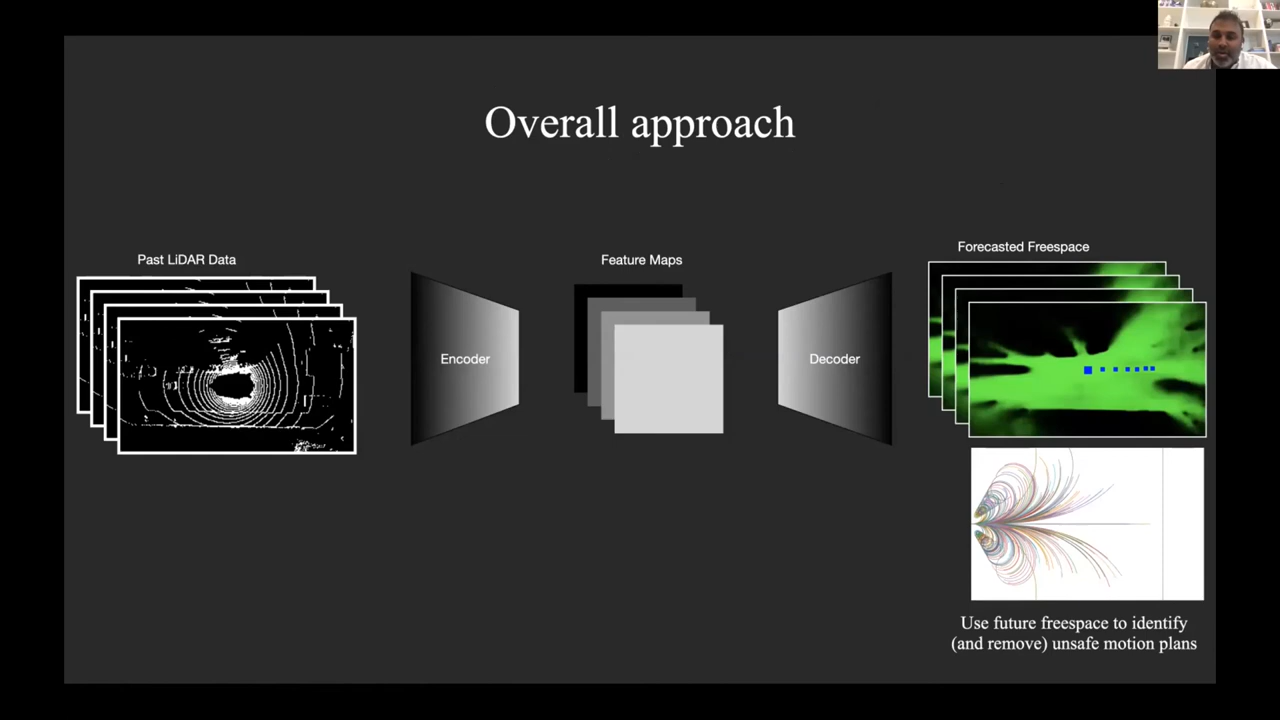 Overall approach
Past LiDAR Data
Encoder
Feature Maps
Decoder
Forecasted Freespace
Use future freespace to identify
(and remove) unsafe motion plans